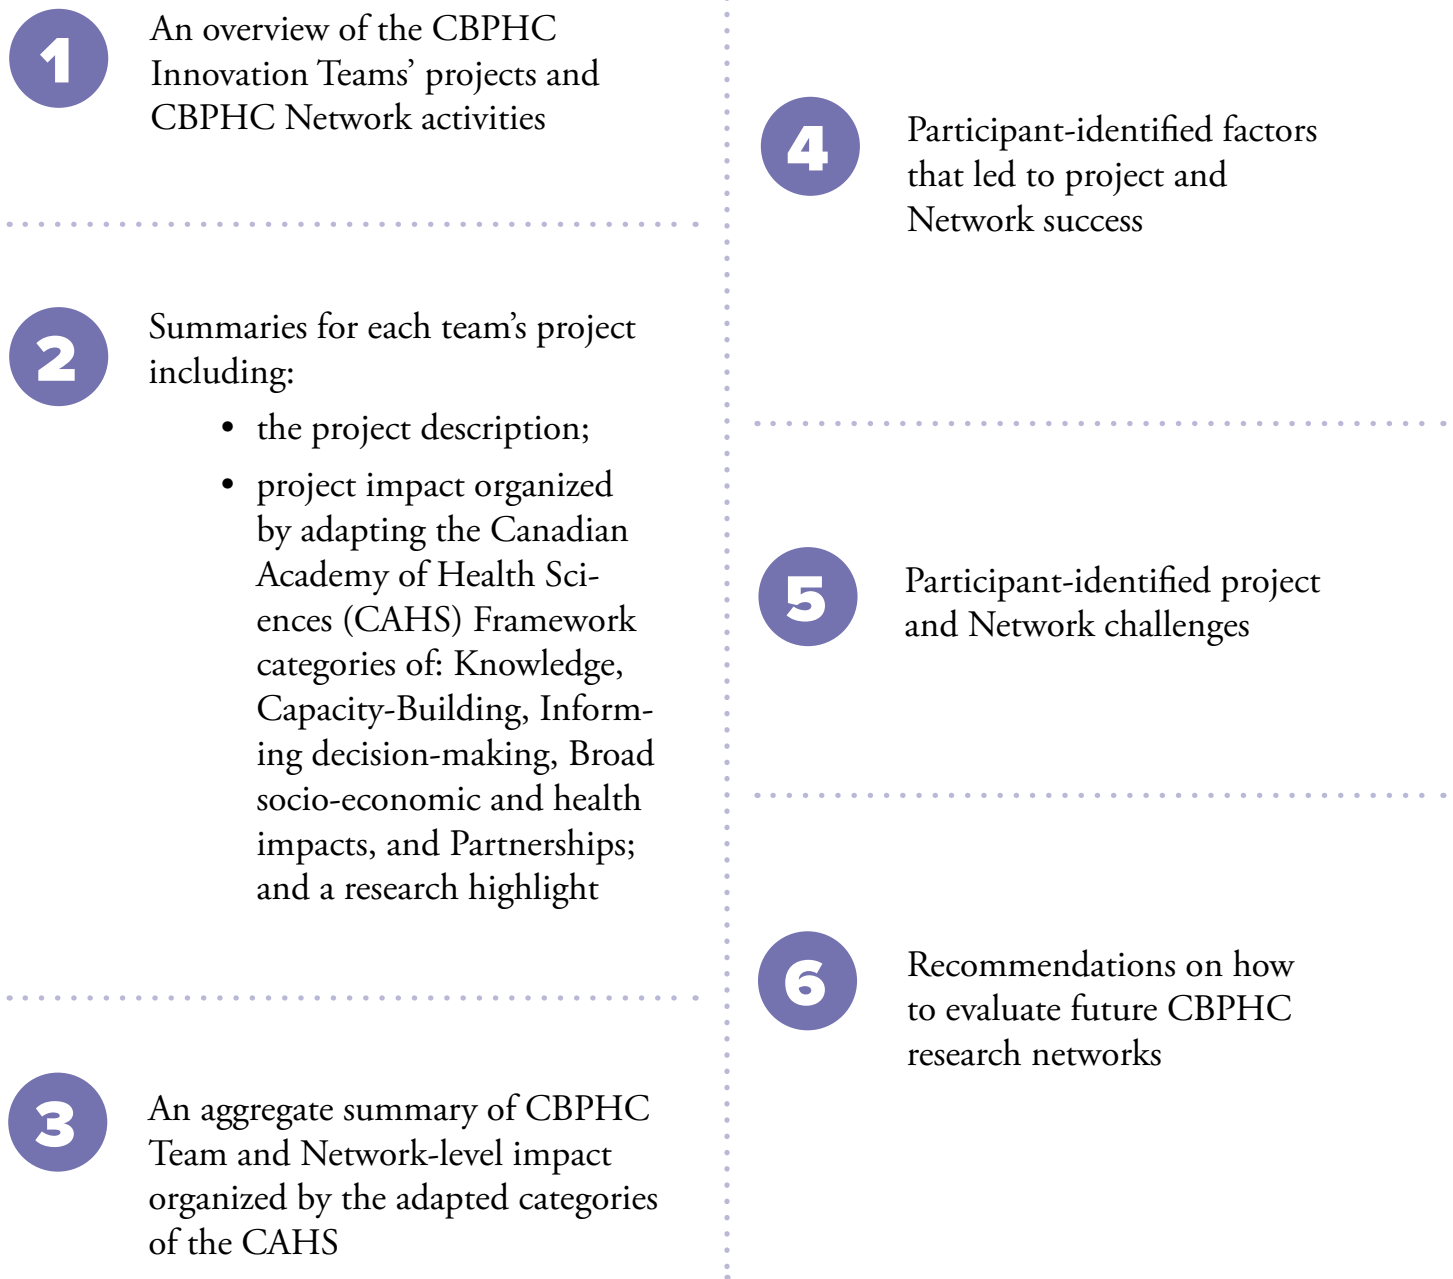 1
An overview of the CBPHC
Innovation Teams’ projects and
CBPHC Network activities
2
Summaries for each team’s project
including:
• the project description;
• project impact organized
by adapting the Canadian
Academy of Health Sci-
ences (CAHS) Framework
categories of: Knowledge,
Capacity-Building, Inform-
ing decision-making, Broad
socio-economic and health
impacts, and Partnerships;
and a research highlight
3
An aggregate summary of CBPHC
Team and Network-level impact
organized by the adapted categories
of the CAHS
4
Participant-identified factors
that led to project and
Network success
5
Participant-identified project
and Network challenges
6
Recommendations on how
to evaluate future CBPHC
research networks